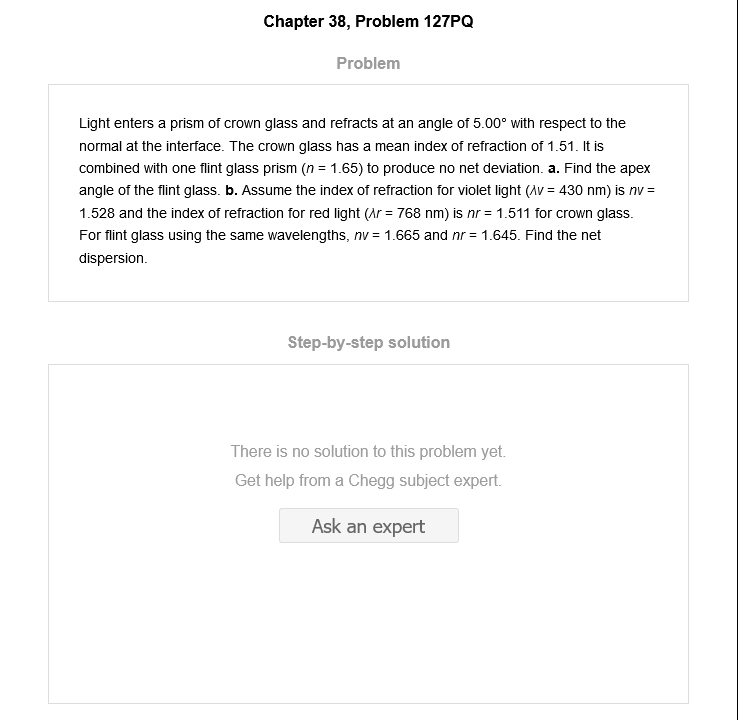 Chapter 38, Problem 127PQ
Problem
Light enters a prism of crown glass and refracts at an angle of 5.00° with respect to the
normal at the interface. The crown glass has a mean index of refraction of 1.51. It is
combined with one flint glass prism (n = 1.65) to produce no net deviation. a. Find the apex
angle of the flint glass. b. Assume the index of refraction for violet light (λv = 430 nm) is nv =
1.528 and the index of refraction for red light (λr = 768 nm) is nr = 1.511 for crown glass.
For flint glass using the same wavelengths, nv = 1.665 and nr = 1.645. Find the net
dispersion.
Step-by-step solution
There is no solution to this problem yet.
Get help from a Chegg subject expert.
Ask an expert